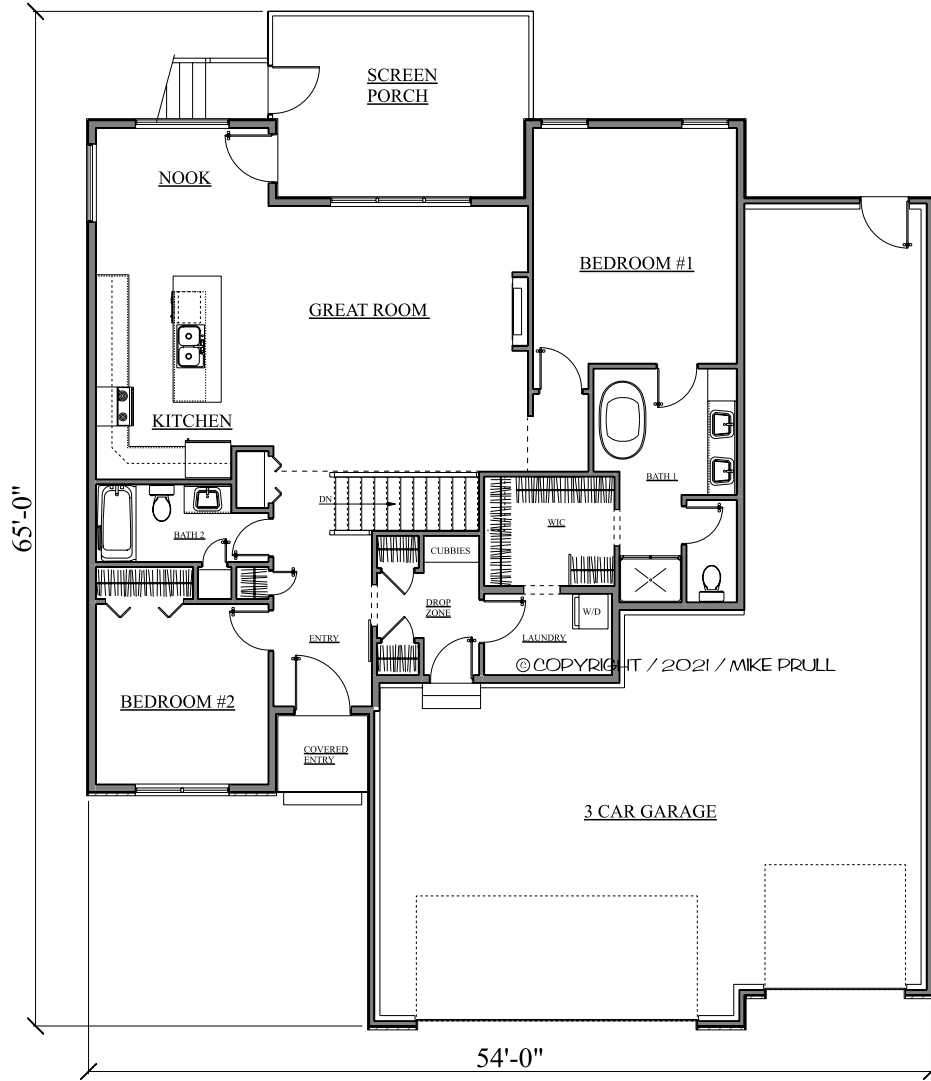 SCREEN
PORCH
NOOK
BEDROOM #1
GREAT ROOM
KITCHEN
BATH 1
DN
WIC
BATH 2
CUBBIES
DROP
ZONE
W/D
ENTRY
LAUNDRY
© COPYRIGHT / 2021 / MIKE PRULL
BEDROOM #2
COVERED
ENTRY
3 CAR GARAGE
65'-0"
54'-0"